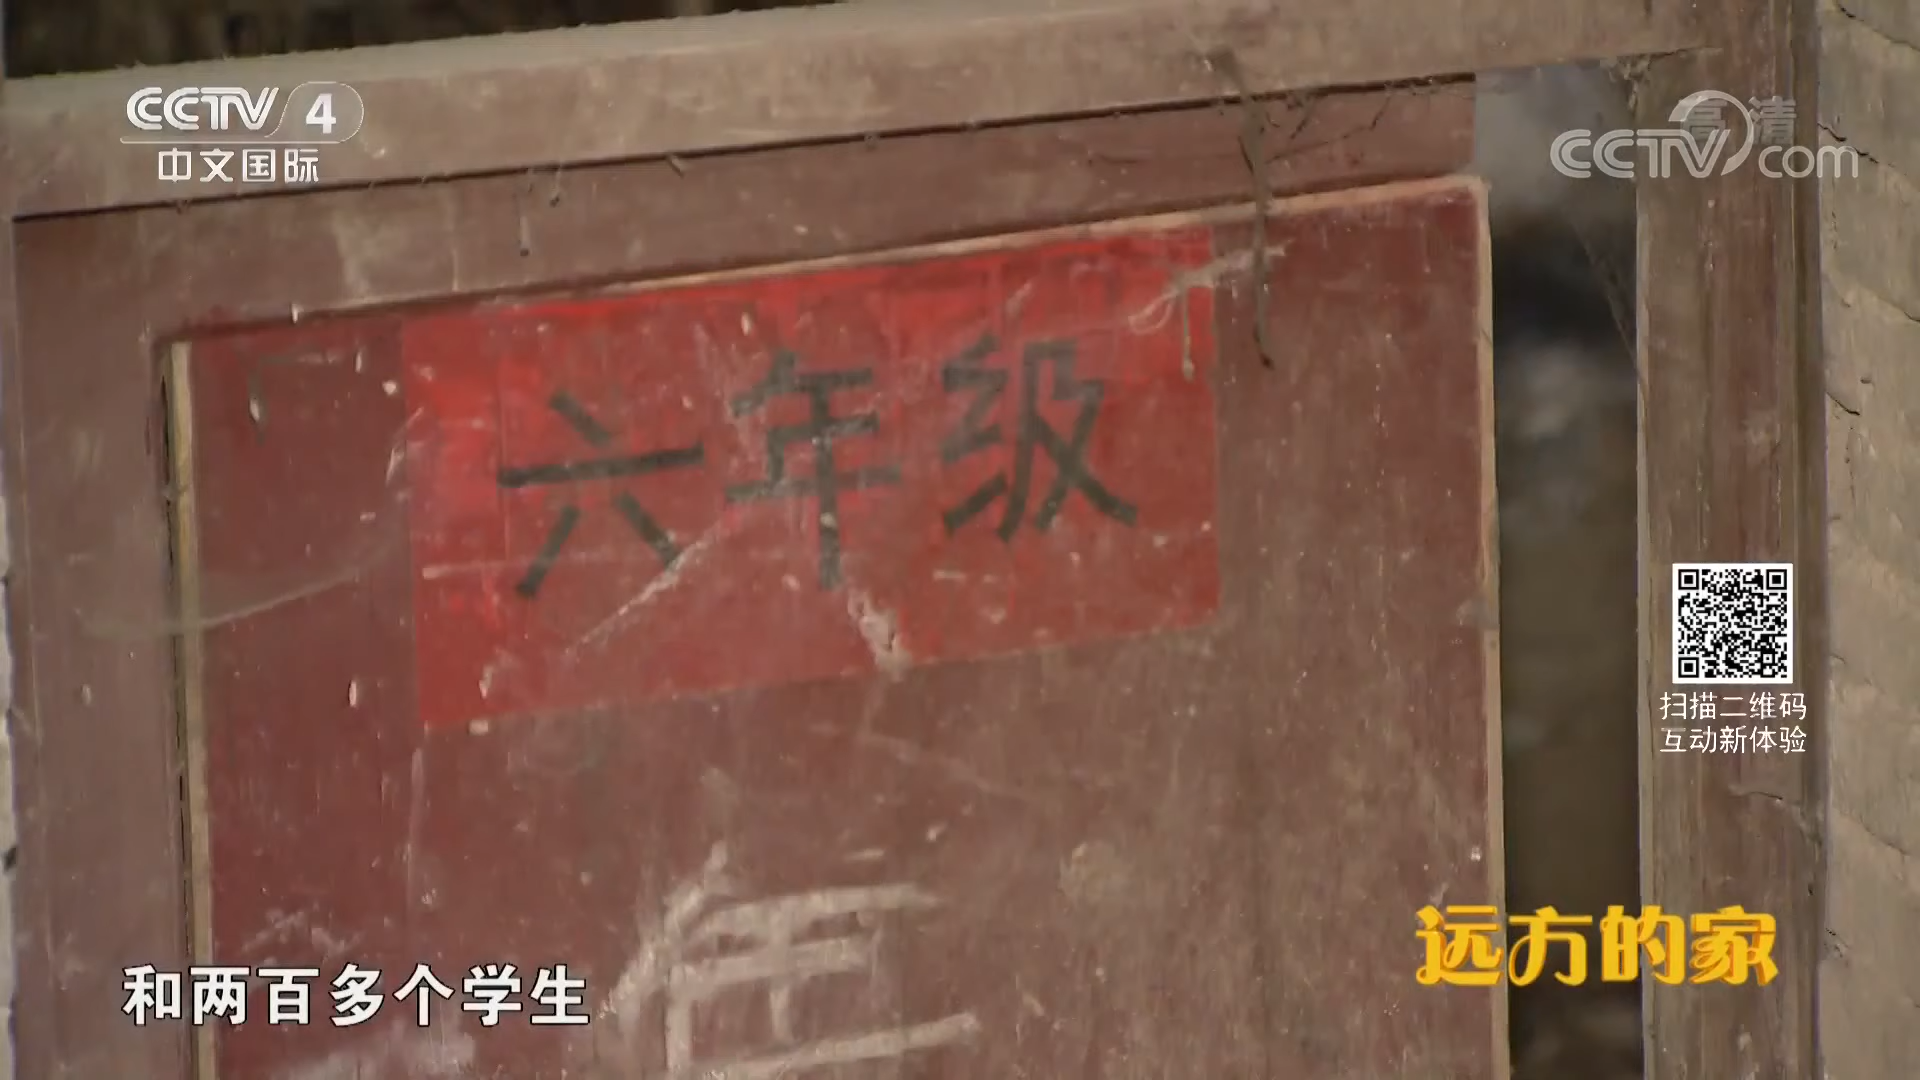 CCTV 4
中文国际
高清
CCTV com
六年级
扫描二维码
互动新体验
远方的家
和两百多个学生